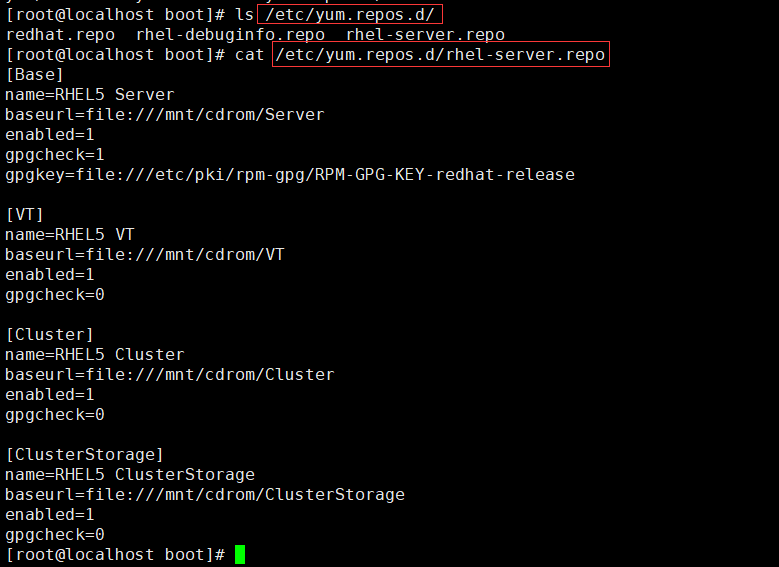 [root@localhost boot]# ls /etc/yum.repos.d/
redhat.repo  rhel-debuginfo.repo  rhel-server.repo
[root@localhost boot]# cat /etc/yum.repos.d/rhel-server.repo
[Base]
name=RHEL5 Server
baseurl=file:///mnt/cdrom/Server
enabled=1
gpgcheck=1
gpgkey=file:///etc/pki/rpm-gpg/RPM-GPG-KEY-redhat-release

[VT]
name=RHEL5 VT
baseurl=file:///mnt/cdrom/VT
enabled=1
gpgcheck=0

[Cluster]
name=RHEL5 Cluster
baseurl=file:///mnt/cdrom/Cluster
enabled=1
gpgcheck=0

[ClusterStorage]
name=RHEL5 ClusterStorage
baseurl=file:///mnt/cdrom/ClusterStorage
enabled=1
gpgcheck=0
[root@localhost boot]#